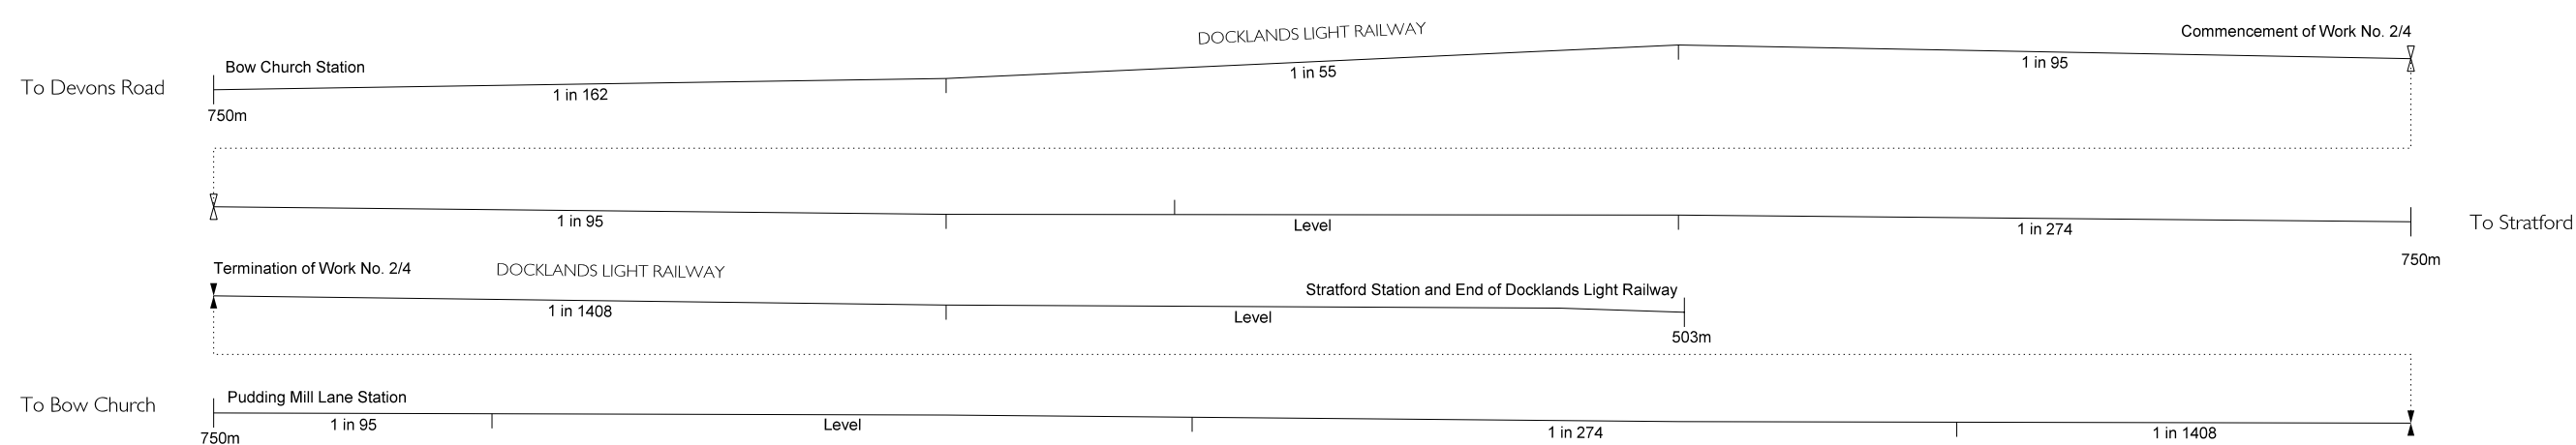 DOCKLANDS LIGHT RAILWAY
Commencement of Work No. 2/4
Bow Church Station
To Devons Road
1 in 162
1 in 55
1 in 95
750m
1 in 95
Level
1 in 274
To Stratford
750m
Termination of Work No. 2/4
DOCKLANDS LIGHT RAILWAY
Stratford Station and End of Docklands Light Railway
1 in 1408
Level
503m
To Bow Church
Pudding Mill Lane Station
1 in 95
Level
1 in 274
1 in 1408
750m